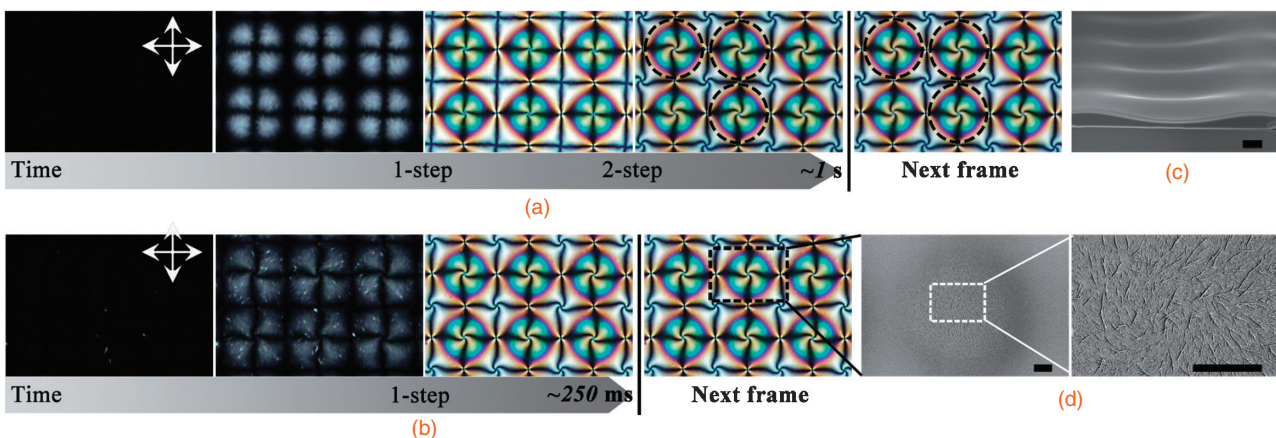 Time 1-step 2-step ~1 s Next frame (c)
(a)
Time 1-step ~250 ms Next frame (d)
(b)